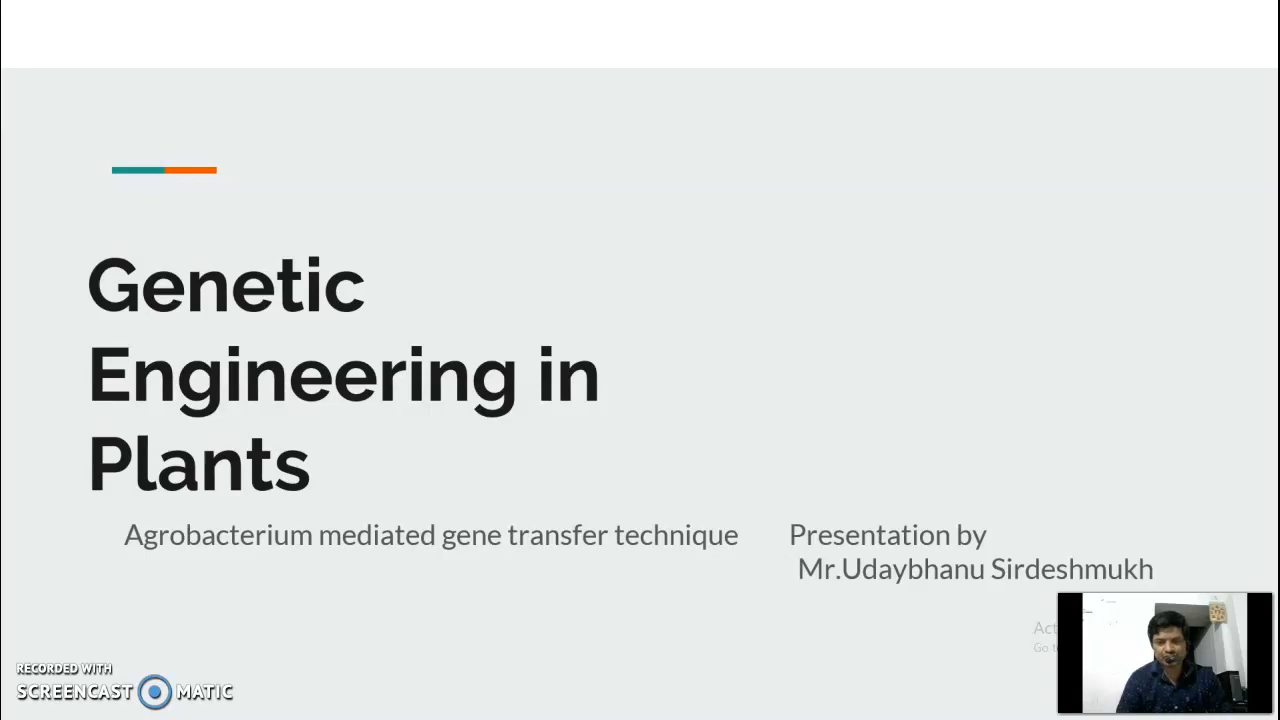 Genetic
Engineering in
Plants
Agrobacterium mediated gene transfer technique
Presentation by
Mr.Udaybhanu Sirdeshmukh
RECORDED WITH
SCREENCAST MATIC